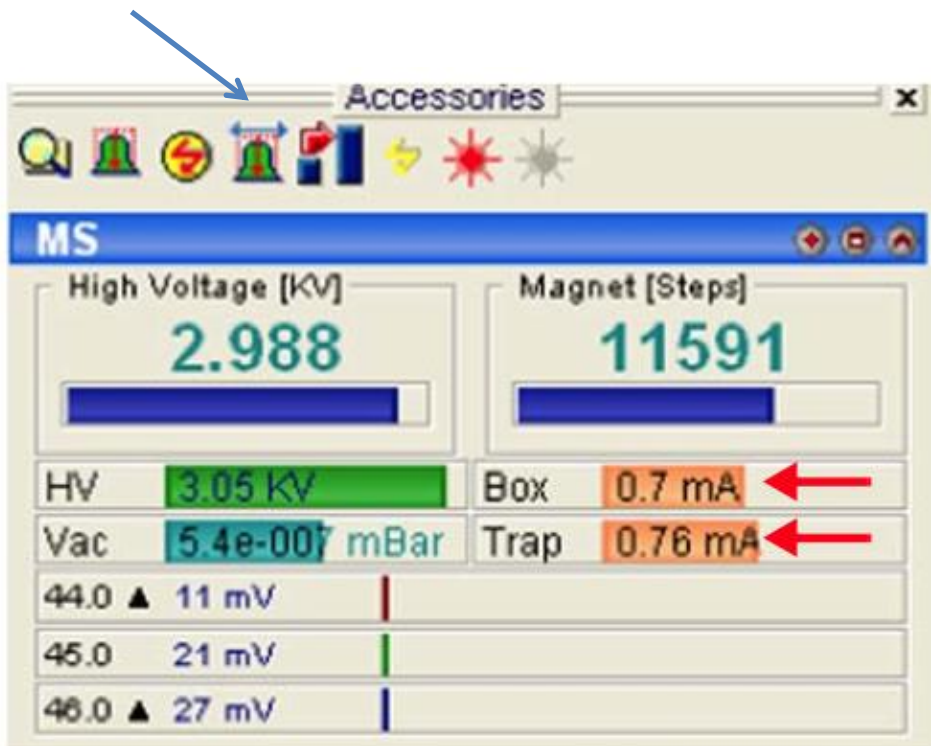 Accessories
MS
High Voltage [KV]
2.988
Magnet [Steps]
11591
HV 3.05 KV
Box 0.7 mA
Vac 5.4e-007 mBar
Trap 0.76 mA
44.0 ▲ 11 mV
45.0 21 mV
46.0 ▲ 27 mV